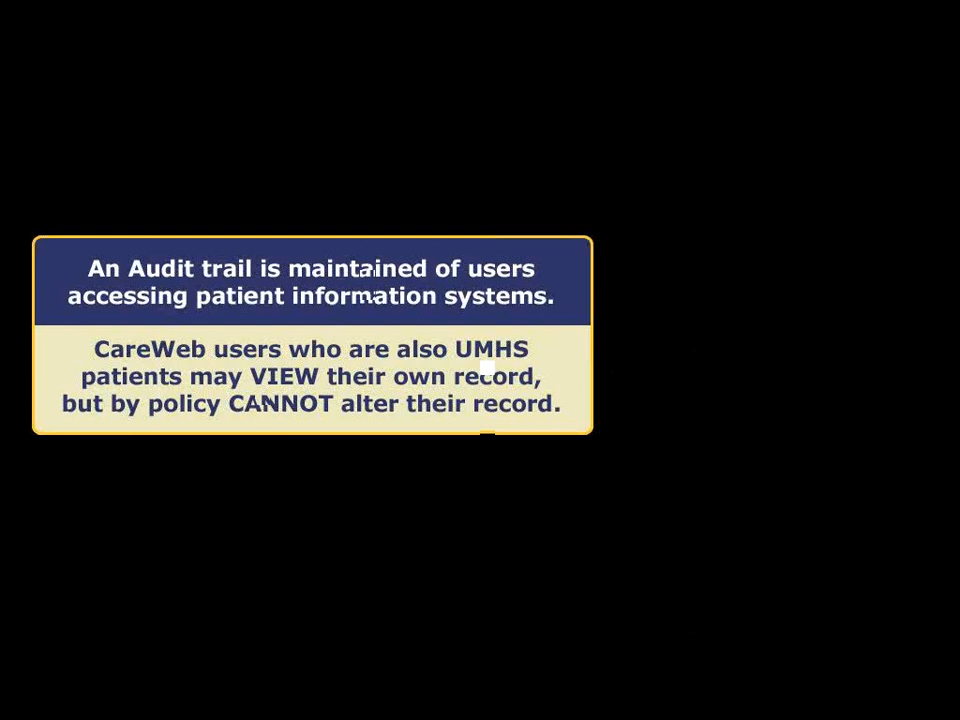 An Audit trail is maintained of users
accessing patient information systems.
CareWeb users who are also UMHS
patients may VIEW their own record,
but by policy CANNOT alter their record.